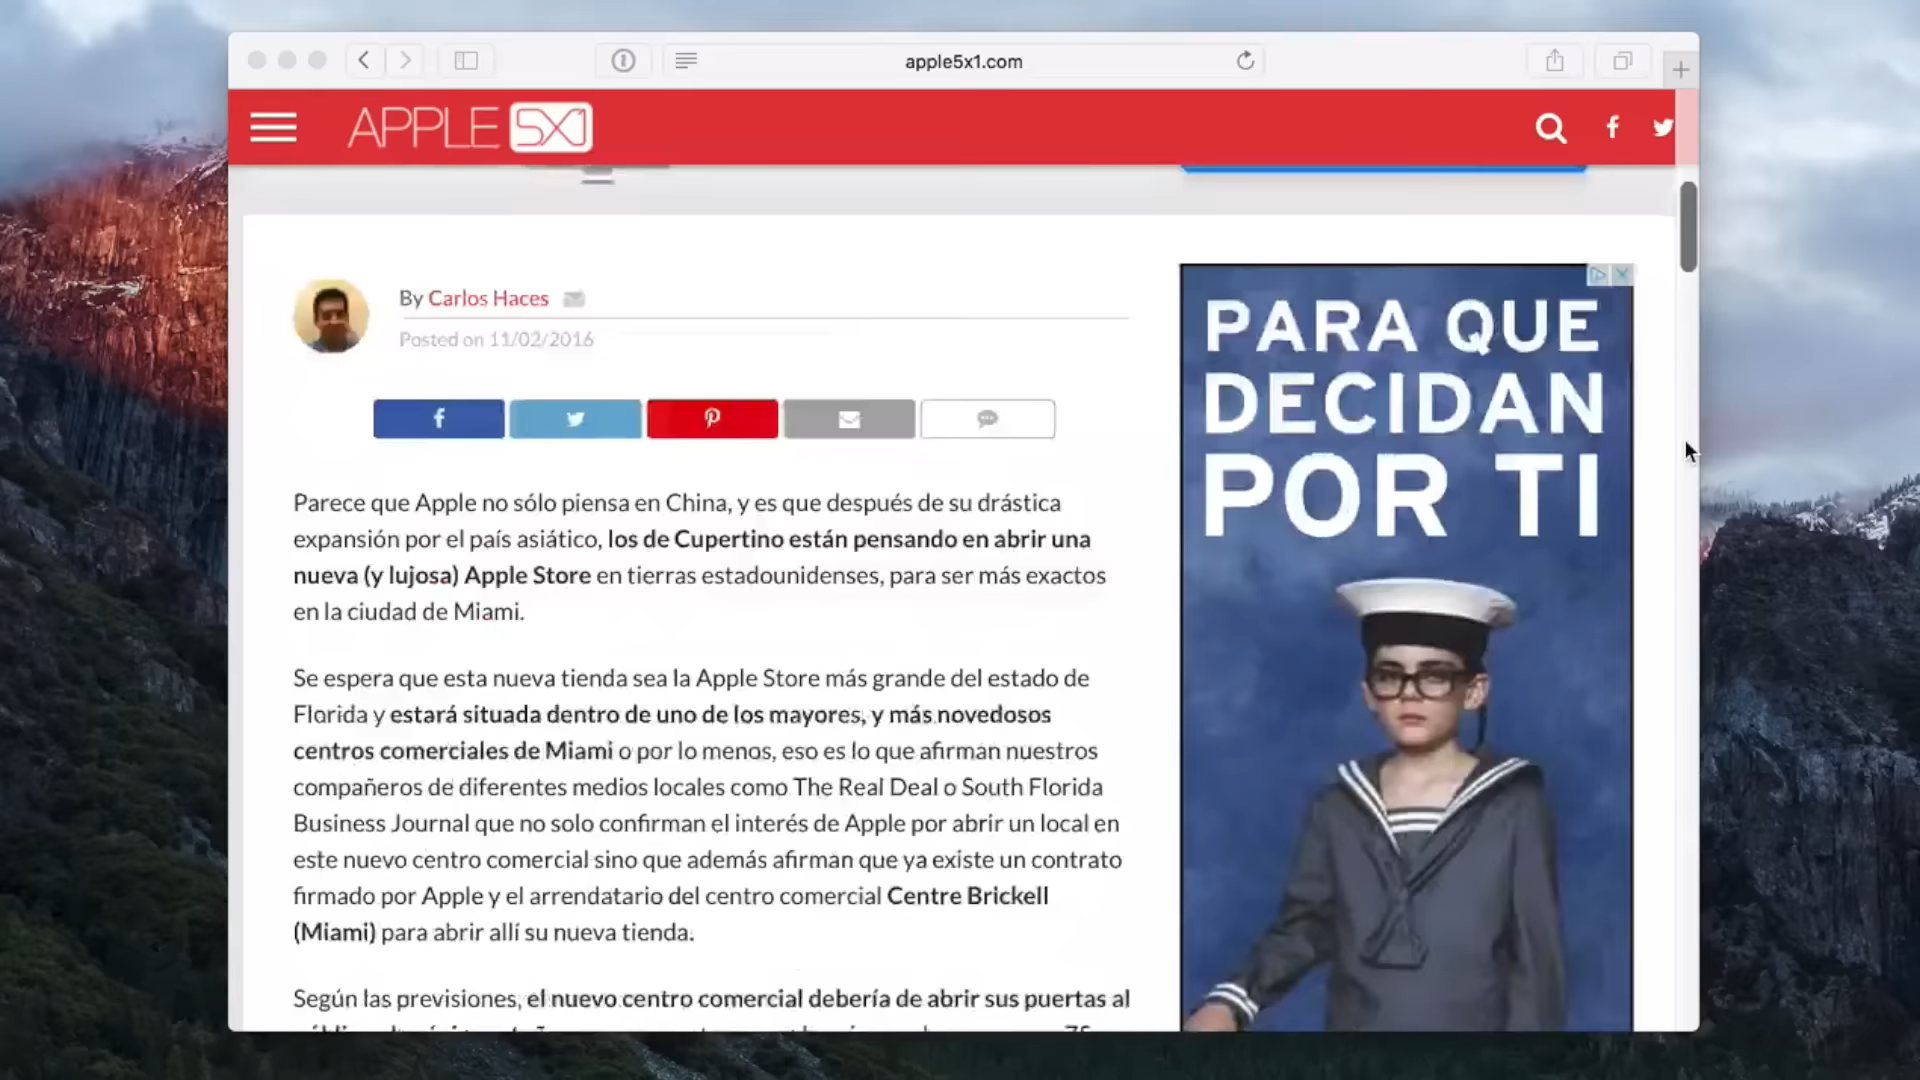 apple5x1.com
APPLE 5X1
By Carlos Haces
Posted on 11/02/2016
Parece que Apple no sólo piensa en China, y es que después de su drástica
expansión por el país asiático, los de Cupertino están pensando en abrir una
nueva (y lujosa) Apple Store en tierras estadounidenses, para ser más exactos
en la ciudad de Miami.
Se espera que esta nueva tienda sea la Apple Store más grande del estado de
Florida y estará situada dentro de uno de los mayores, y más novedosos
centros comerciales de Miami o por lo menos, eso es lo que afirman nuestros
compañeros de diferentes medios locales como The Real Deal o South Florida
Business Journal que no solo confirman el interés de Apple por abrir un local en
este nuevo centro comercial sino que además afirman que ya existe un contrato
firmado por Apple y el arrendatario del centro comercial Centre Brickell
(Miami) para abrir allí su nueva tienda.
Según las previsiones, el nuevo centro comercial debería de abrir sus puertas al
PARA QUE
DECIDAN
POR TI